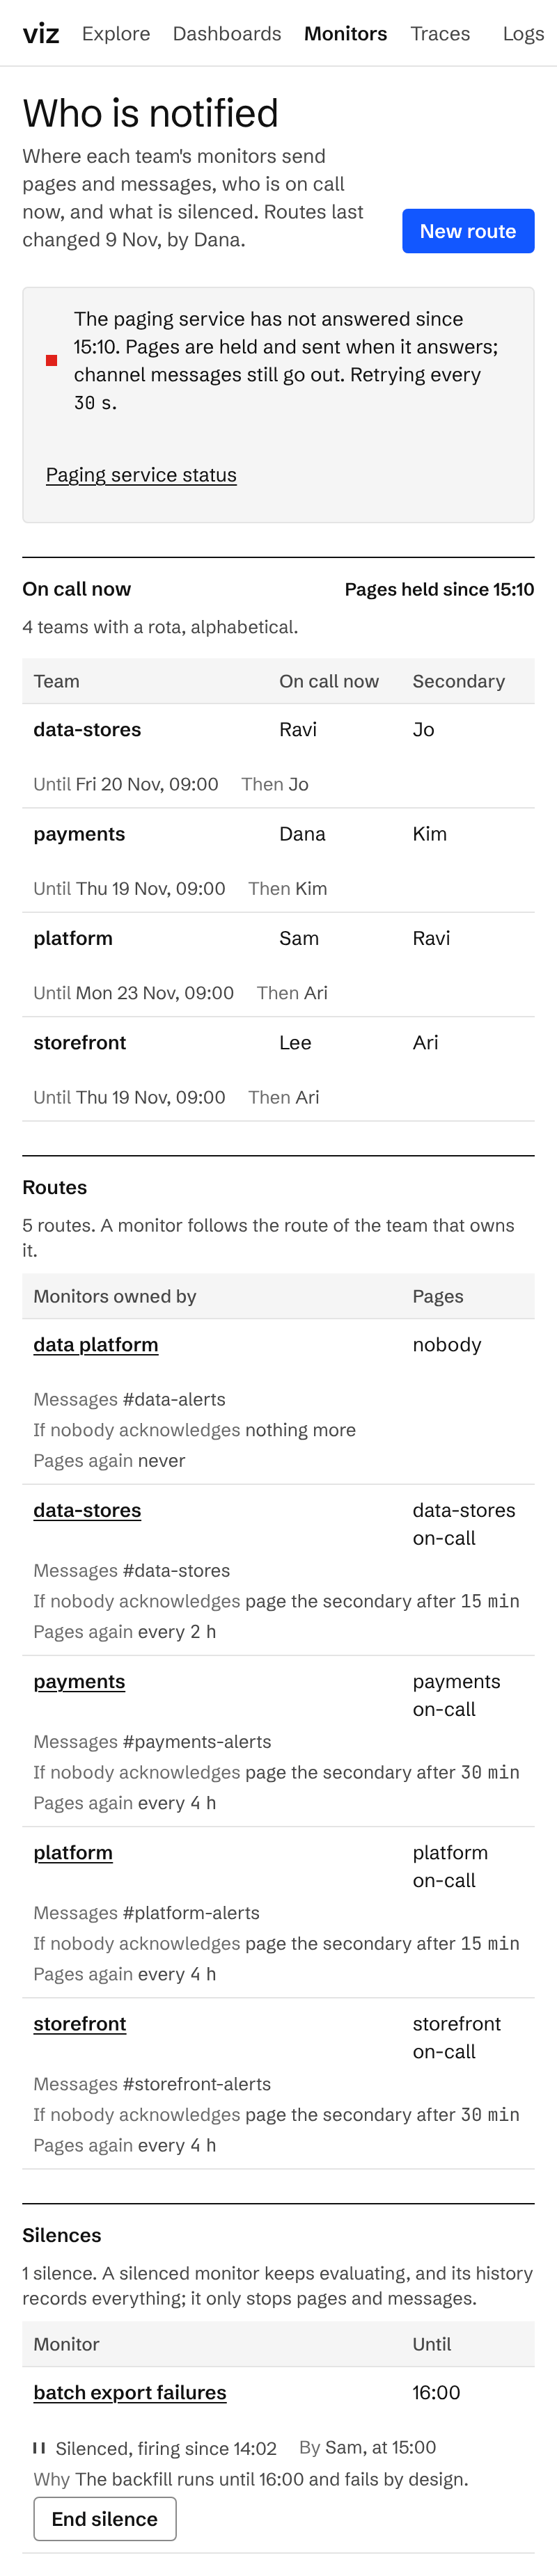 viz Explore Dashboards Monitors Traces Logs
Who is notified
Where each team's monitors send
pages and messages, who is on call
now, and what is silenced. Routes last
changed 9 Nov, by Dana.
New route
The paging service has not answered since
15:10. Pages are held and sent when it answers;
channel messages still go out. Retrying every
30 s.
Paging service status
On call now Pages held since 15:10
4 teams with a rota, alphabetical.
Team On call now Secondary
data-stores Ravi Jo
Until Fri 20 Nov, 09:00 Then Jo
payments Dana Kim
Until Thu 19 Nov, 09:00 Then Kim
platform Sam Ravi
Until Mon 23 Nov, 09:00 Then Ari
storefront Lee Ari
Until Thu 19 Nov, 09:00 Then Ari
Routes
5 routes. A monitor follows the route of the team that owns
it.
Monitors owned by Pages
data platform nobody
Messages #data-alerts
If nobody acknowledges nothing more
Pages again never
data-stores data-stores
on-call
Messages #data-stores
If nobody acknowledges page the secondary after 15 min
Pages again every 2 h
payments payments
on-call
Messages #payments-alerts
If nobody acknowledges page the secondary after 30 min
Pages again every 4 h
platform platform
on-call
Messages #platform-alerts
If nobody acknowledges page the secondary after 15 min
Pages again every 4 h
storefront storefront
on-call
Messages #storefront-alerts
If nobody acknowledges page the secondary after 30 min
Pages again every 4 h
Silences
1 silence. A silenced monitor keeps evaluating, and its history
records everything; it only stops pages and messages.
Monitor Until
batch export failures 16:00
Silenced, firing since 14:02 By Sam, at 15:00
Why The backfill runs until 16:00 and fails by design.
End silence